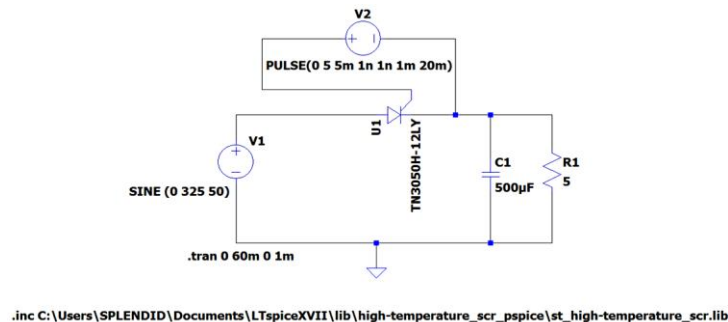 V2
+ −
PULSE(0 5 5m 1n 1n 1m 20m)
U1
TN3050H-12LY
V1
+
−
SINE (0 325 50)
C1
500µF
R1
5
.tran 0 60m 0 1m
.inc C:\Users\SPLENDID\Documents\LTspiceXVII\lib\high-temperature_scr_pspice\st_high-temperature_scr.lib